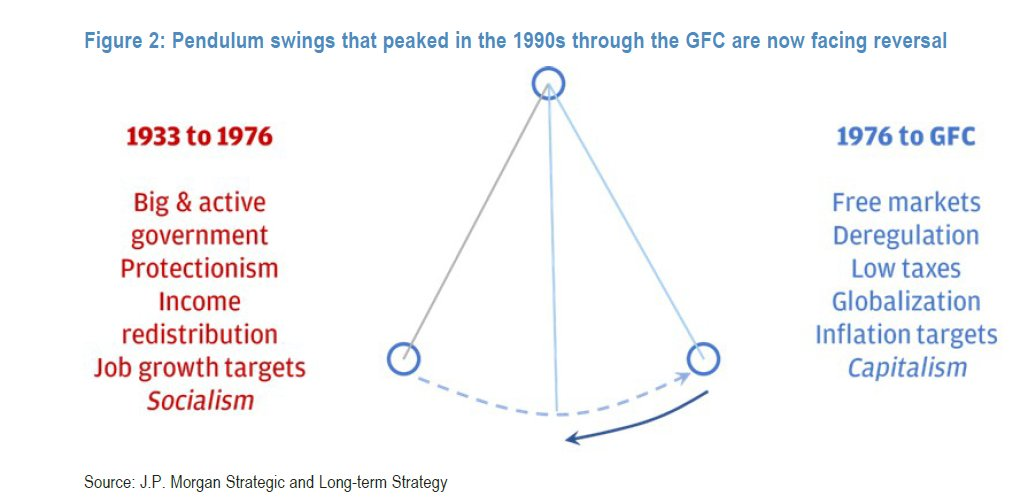 Figure 2: Pendulum swings that peaked in the 1990s through the GFC are now facing reversal
1933 to 1976
Big & active
government
Protectionism
Income
redistribution
Job growth targets
Socialism
1976 to GFC
Free markets
Deregulation
Low taxes
Globalization
Inflation targets
Capitalism
Source: J.P. Morgan Strategic and Long-term Strategy